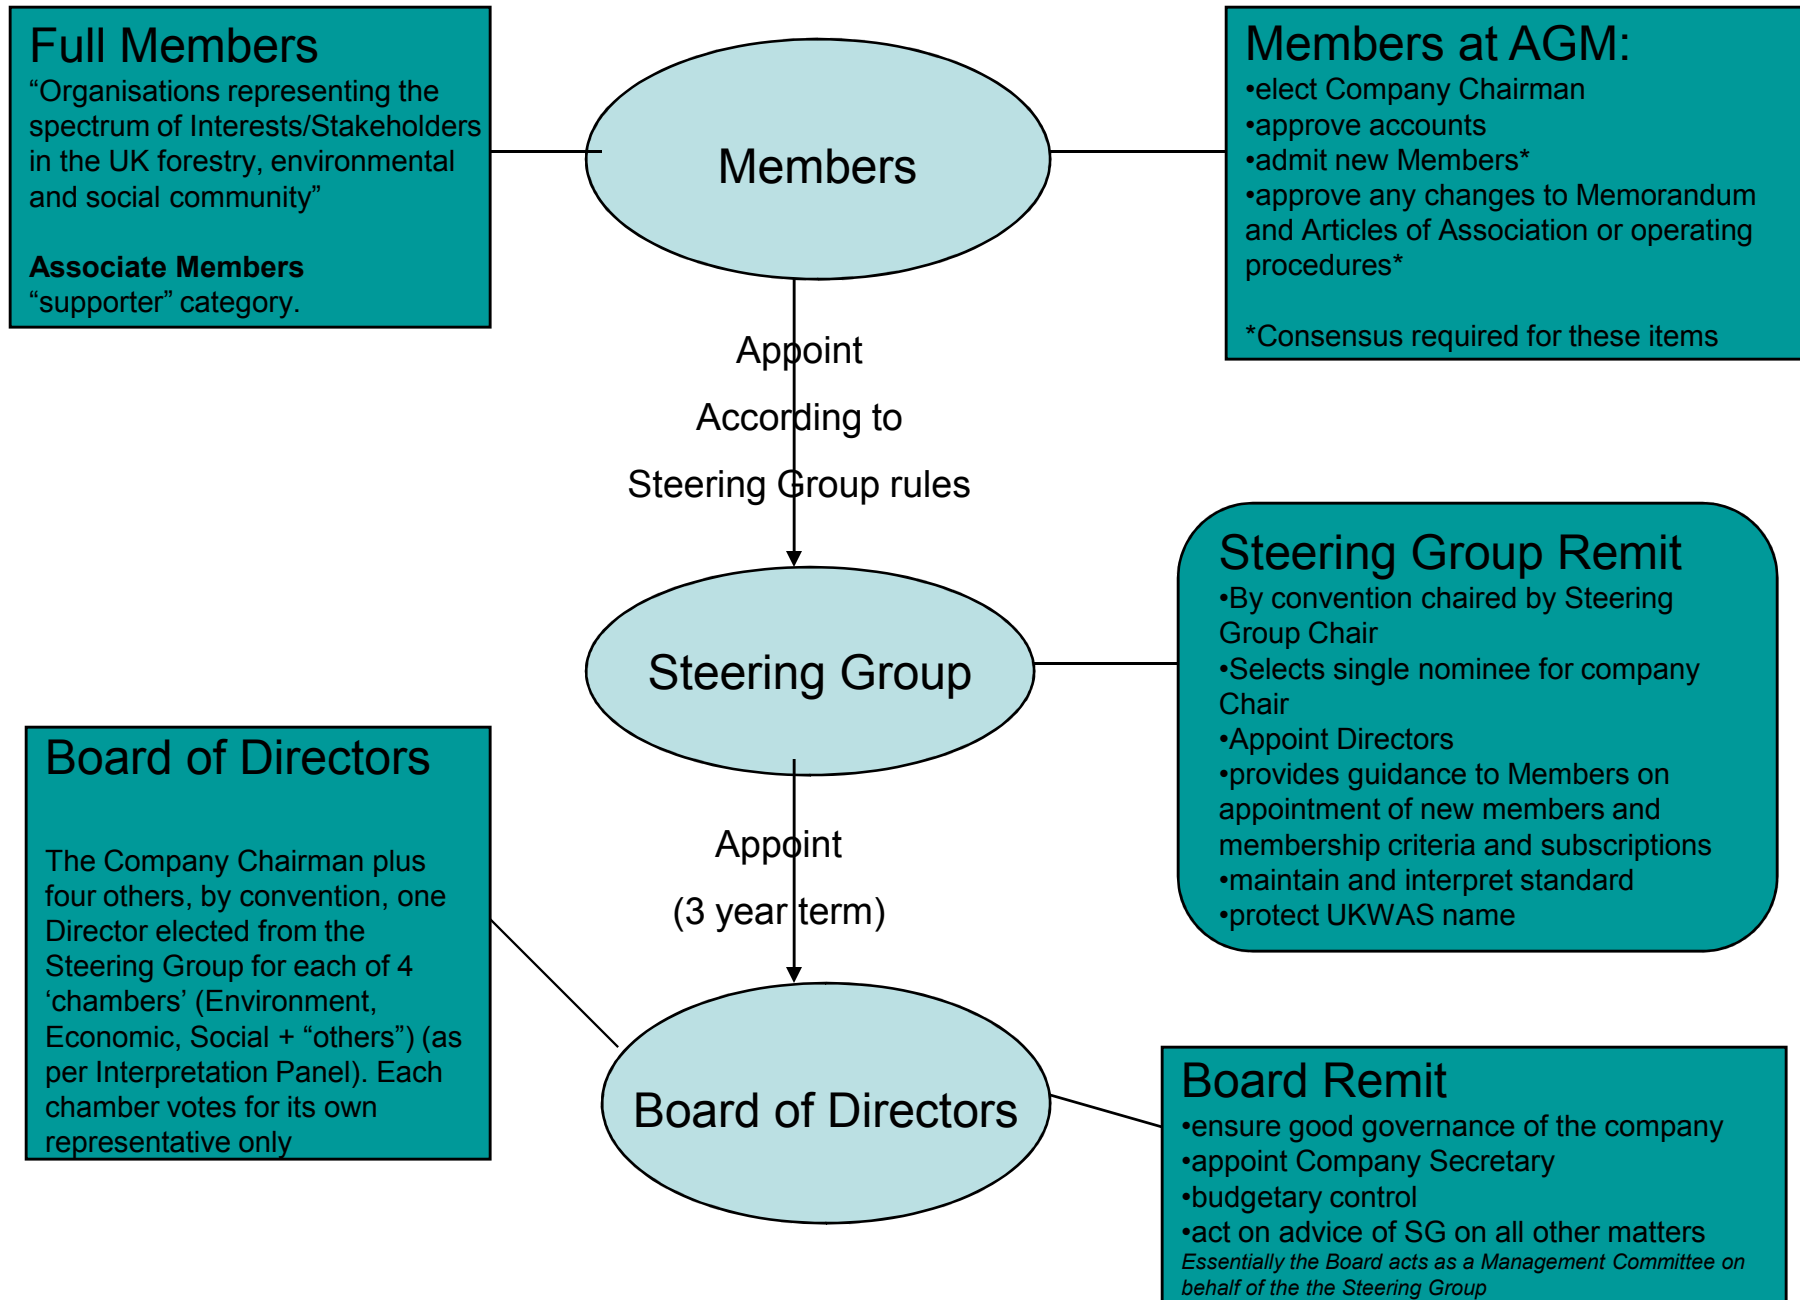 Full Members
“Organisations representing the
spectrum of Interests/Stakeholders
in the UK forestry, environmental
and social community”
Associate Members
“supporter” category.
Members
Members at AGM:
•elect Company Chairman
•approve accounts
•admit new Members*
•approve any changes to Memorandum
and Articles of Association or operating
procedures*
*Consensus required for these items
Appoint
According to
Steering Group rules
Steering Group
Steering Group Remit
•By convention chaired by Steering
Group Chair
•Selects single nominee for company
Chair
•Appoint Directors
•provides guidance to Members on
appointment of new members and
membership criteria and subscriptions
•maintain and interpret standard
•protect UKWAS name
Appoint
(3 year term)
Board of Directors
The Company Chairman plus
four others, by convention, one
Director elected from the
Steering Group for each of 4
‘chambers’ (Environment,
Economic, Social + “others”) (as
per Interpretation Panel). Each
chamber votes for its own
representative only
Board of Directors
Board Remit
•ensure good governance of the company
•appoint Company Secretary
•budgetary control
•act on advice of SG on all other matters
Essentially the Board acts as a Management Committee on
behalf of the the Steering Group